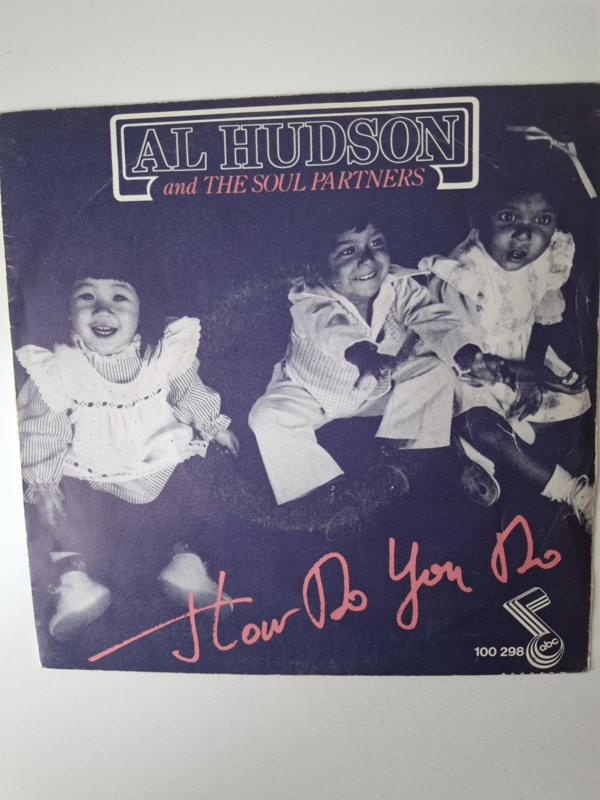 AL HUDSON
and THE SOUL PARTNERS
How Do You Do
100 298
abc